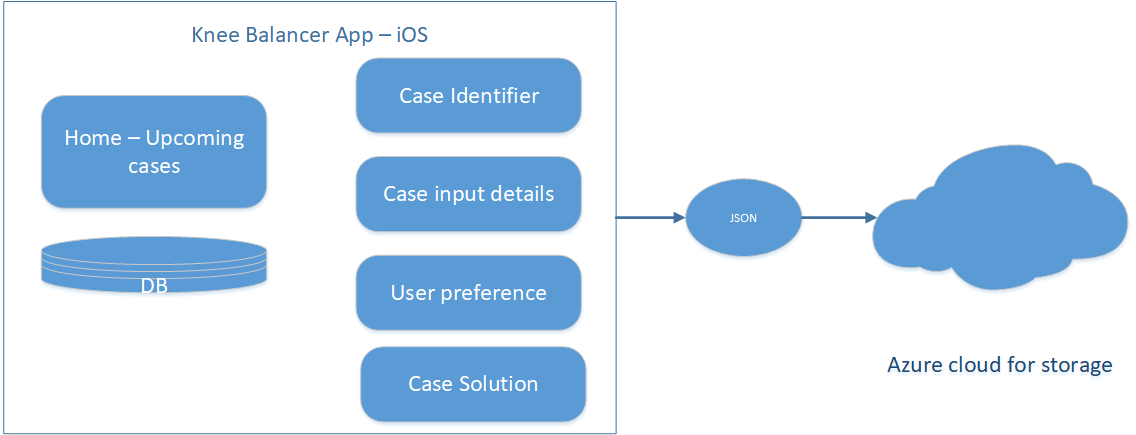 Knee Balancer App – iOS
Home – Upcoming
cases
DB
Case Identifier
Case input details
User preference
Case Solution
JSON
Azure cloud for storage